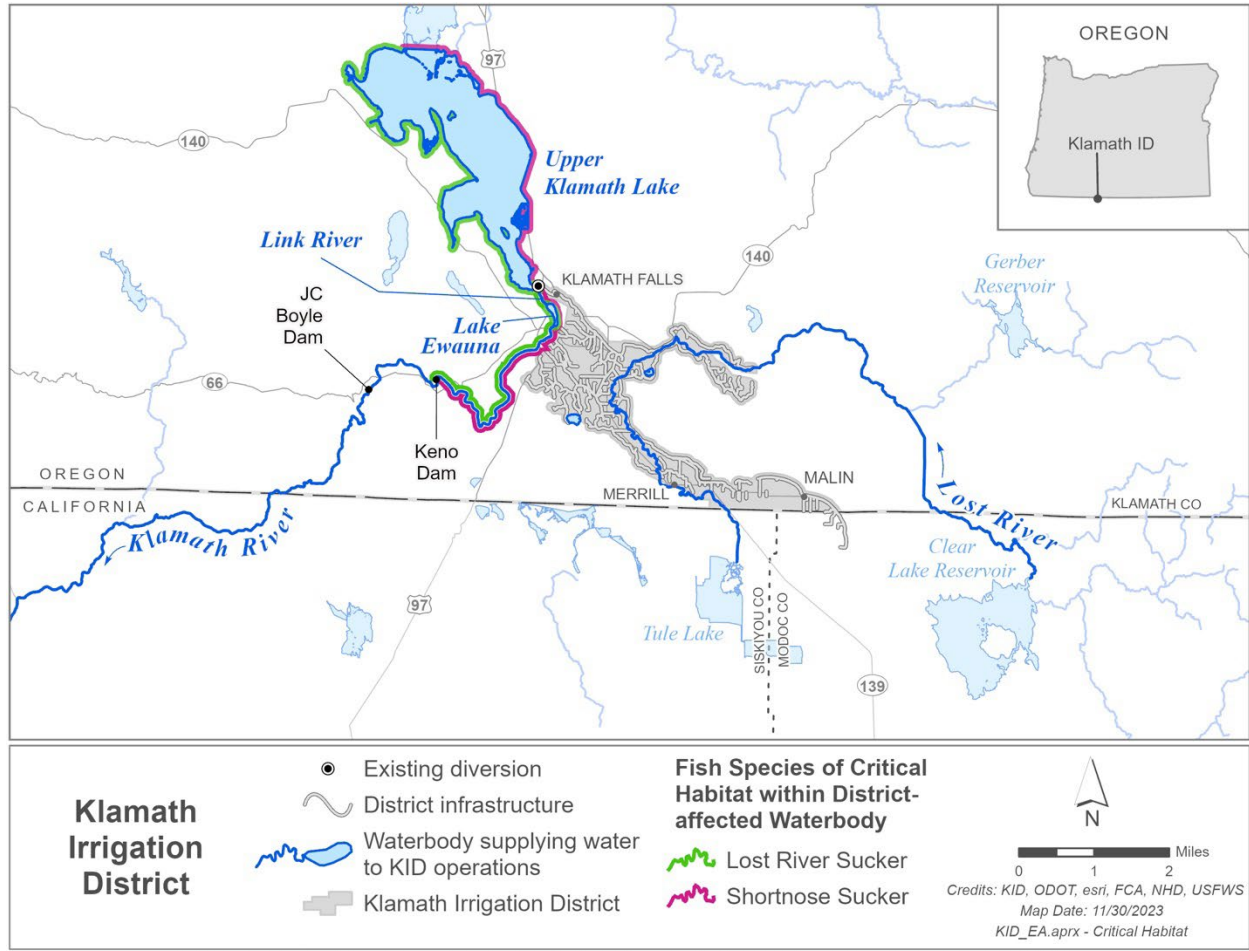 OREGON
Klamath ID
97
140
Upper
Klamath Lake
Link River
140
KLAMATH FALLS
Gerber
Reservoir
JC
Boyle
Dam
Lake
Ewauna
66
Keno
Dam
OREGON
CALIFORNIA
MERRILL
MALIN
KLAMATH CO
Lost River
Klamath River
Clear
Lake Reservoir
97
Tule Lake
SISKIYOU CO
MODOC CO
139
Klamath
Irrigation
District
Existing diversion
District infrastructure
Waterbody supplying water
to KID operations
Klamath Irrigation District
Fish Species of Critical
Habitat within District-
affected Waterbody
Lost River Sucker
Shortnose Sucker
N
Miles
0 1 2
Credits: KID, ODOT, esri, FCA, NHD, USFWS
Map Date: 11/30/2023
KID_EA.aprx - Critical Habitat